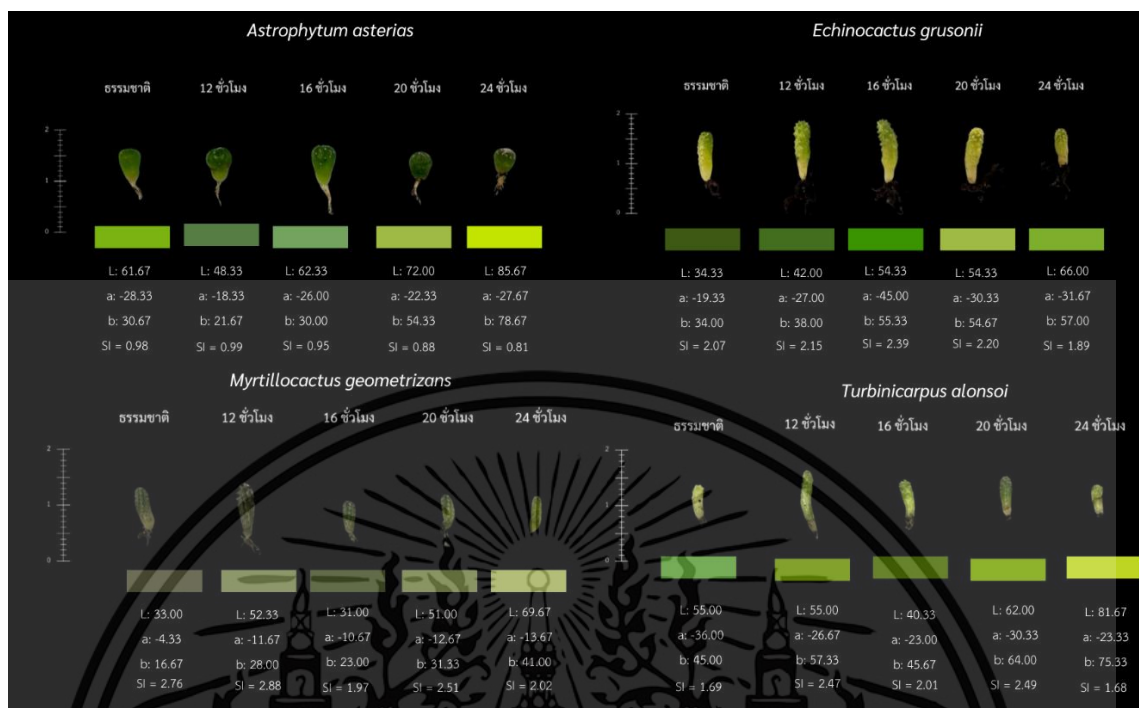 Astrophytum asterias
ธรรมชาติ 12 ชั่วโมง 16 ชั่วโมง 20 ชั่วโมง 24 ชั่วโมง
2
1
0
L: 61.67 L: 48.33 L: 62.33 L: 72.00 L: 85.67
a: -28.33 a: -18.33 a: -26.00 a: -22.33 a: -27.67
b: 30.67 b: 21.67 b: 30.00 b: 54.33 b: 78.67
SI = 0.98 SI = 0.99 SI = 0.95 SI = 0.88 SI = 0.81
Echinocactus grusonii
ธรรมชาติ 12 ชั่วโมง 16 ชั่วโมง 20 ชั่วโมง 24 ชั่วโมง
2
1
0
L: 34.33 L: 42.00 L: 54.33 L: 54.33 L: 66.00
a: -19.33 a: -27.00 a: -45.00 a: -30.33 a: -31.67
b: 34.00 b: 38.00 b: 55.33 b: 54.67 b: 57.00
SI = 2.07 SI = 2.15 SI = 2.39 SI = 2.20 SI = 1.89
Myrtillocactus geometrizans
ธรรมชาติ 12 ชั่วโมง 16 ชั่วโมง 20 ชั่วโมง 24 ชั่วโมง
2
1
0
L: 33.00 L: 52.33 L: 31.00 L: 51.00 L: 69.67
a: -4.33 a: -11.67 a: -10.67 a: -12.67 a: -13.67
b: 16.67 b: 28.00 b: 23.00 b: 31.33 b: 41.00
SI = 2.76 SI = 2.88 SI = 1.97 SI = 2.51 SI = 2.02
Turbinicarpus alonsoi
ธรรมชาติ 12 ชั่วโมง 16 ชั่วโมง 20 ชั่วโมง 24 ชั่วโมง
2
1
0
L: 55.00 L: 55.00 L: 40.33 L: 62.00 L: 81.67
a: -36.00 a: -26.67 a: -23.00 a: -30.33 a: -23.33
b: 45.00 b: 57.33 b: 45.67 b: 64.00 b: 75.33
SI = 1.69 SI = 2.47 SI = 2.01 SI = 2.49 SI = 1.68